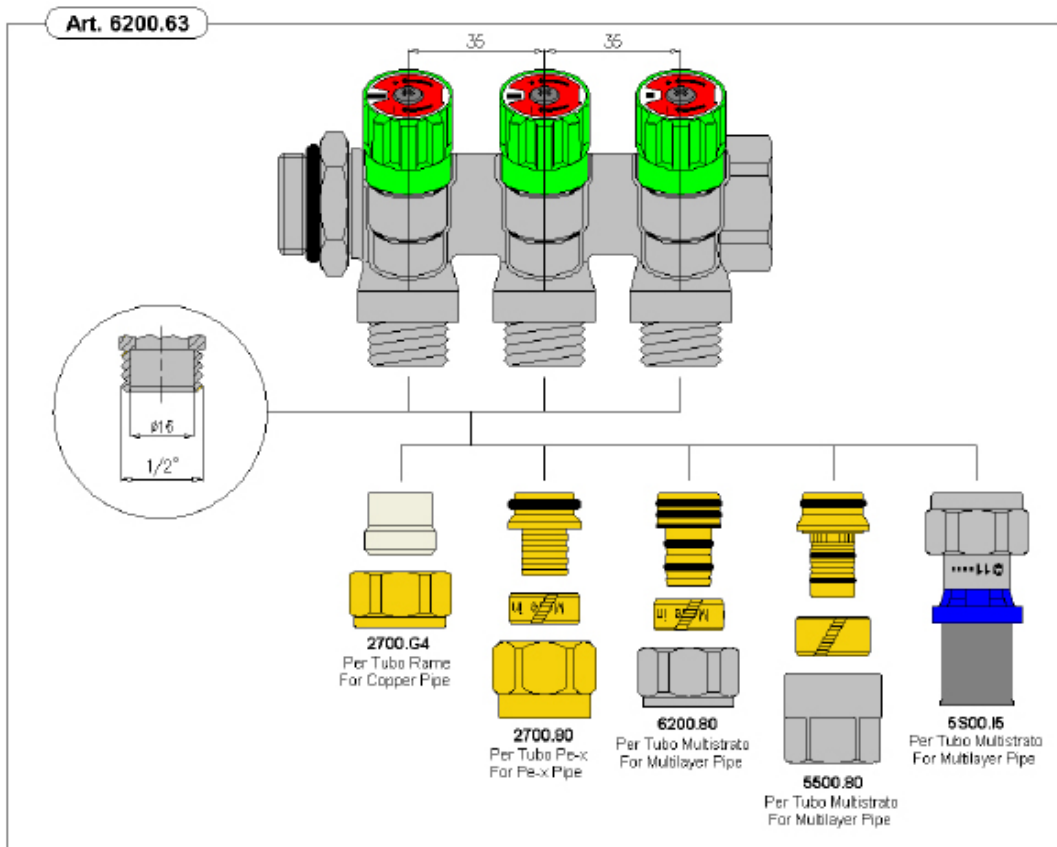 Art. 6200.63
35
35
ø16
1/2"
2700.G4
Per Tubo Rame
For Copper Pipe
2700.80
Per Tubo Pe-x
For Pe-x Pipe
6200.80
Per Tubo Multistrato
For Multilayer Pipe
5500.80
Per Tubo Multistrato
For Multilayer Pipe
5S00.I5
Per Tubo Multistrato
For Multilayer Pipe